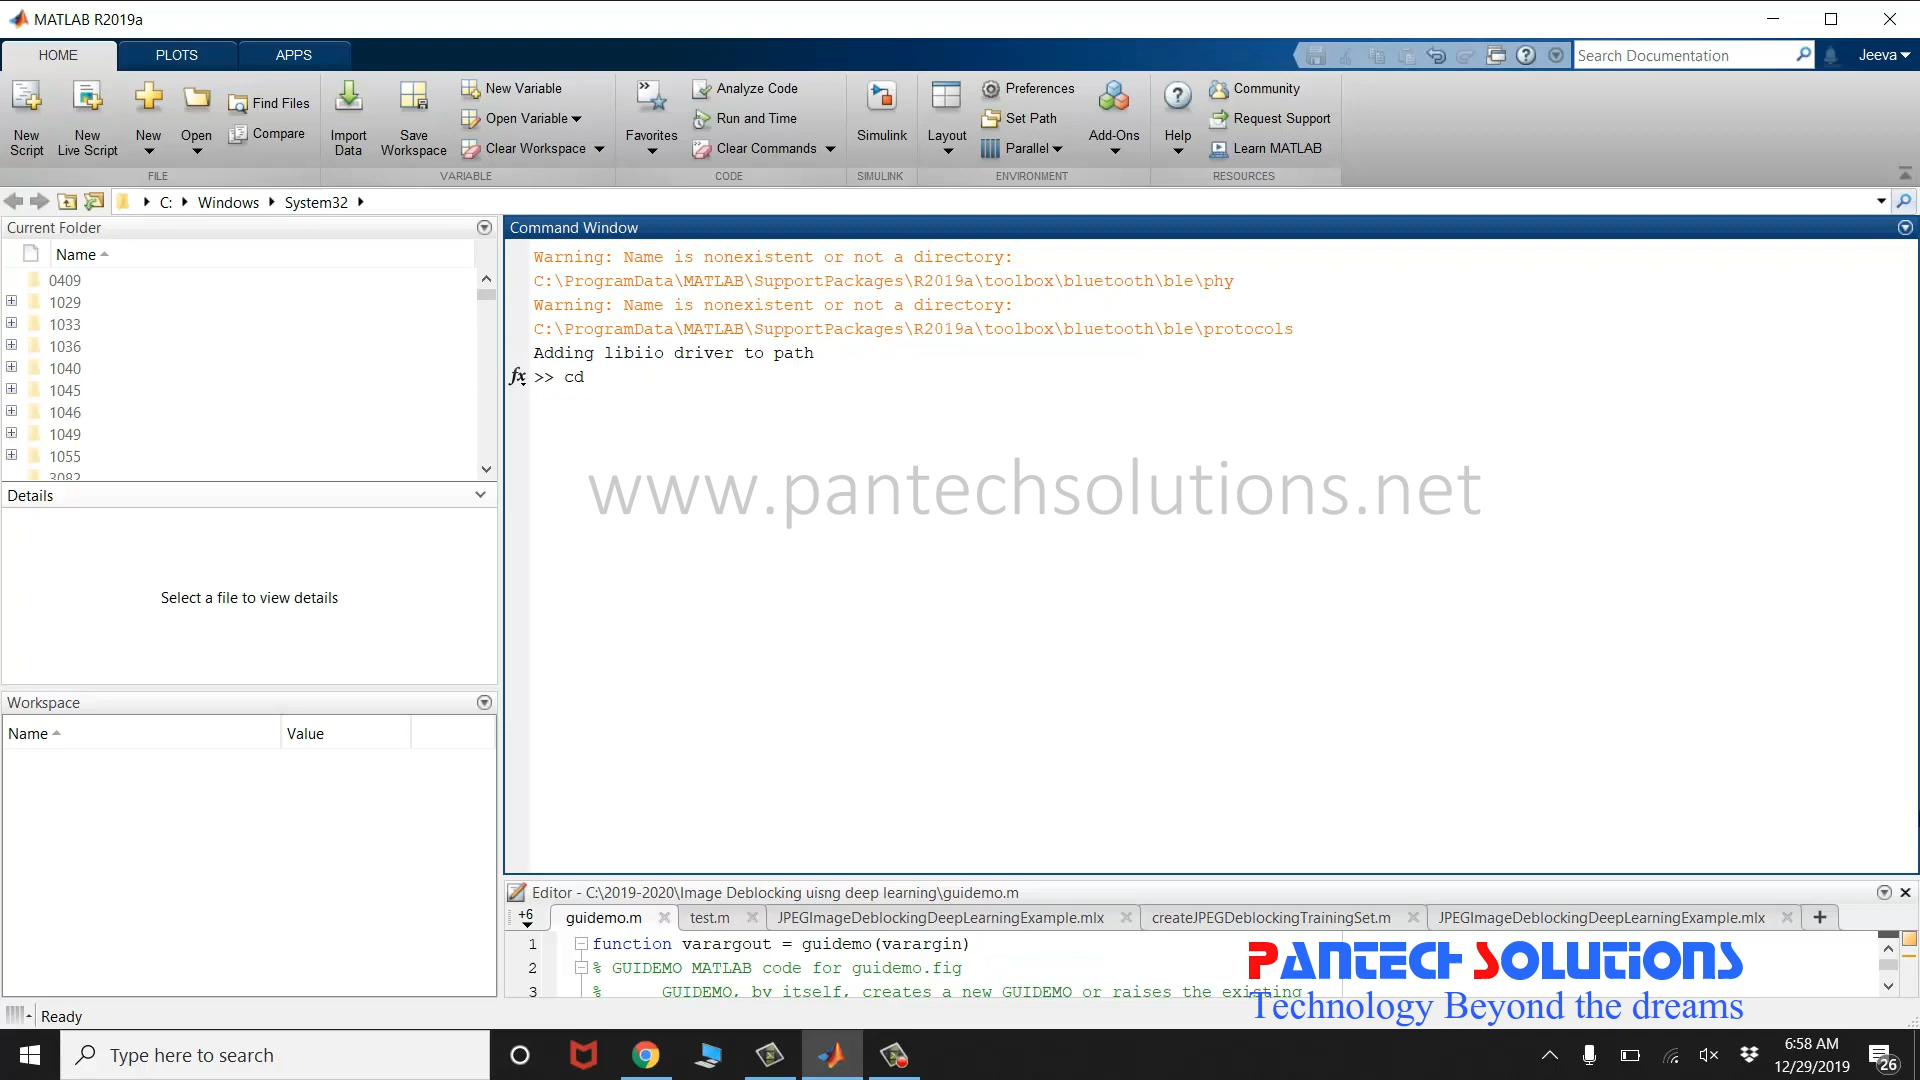 MATLAB R2019a
HOME
PLOTS
APPS
Search Documentation
Jeeva
New Script
New Live Script
New
Open
Find Files
Compare
Import Data
Save Workspace
New Variable
Open Variable
Clear Workspace
Favorites
Analyze Code
Run and Time
Clear Commands
Simulink
Layout
Preferences
Set Path
Parallel
Add-Ons
Help
Community
Request Support
Learn MATLAB
FILE
VARIABLE
CODE
SIMULINK
ENVIRONMENT
RESOURCES
C:
Windows
System32
Current Folder
Name
0409
1029
1033
1036
1040
1045
1046
1049
1055
3082
Details
Select a file to view details
Workspace
Name
Value
Command Window
Warning: Name is nonexistent or not a directory:
C:\ProgramData\MATLAB\SupportPackages\R2019a\toolbox\bluetooth\ble\phy
Warning: Name is nonexistent or not a directory:
C:\ProgramData\MATLAB\SupportPackages\R2019a\toolbox\bluetooth\ble\protocols
Adding libiio driver to path
fx >> cd
www.pantechsolutions.net
Editor - C:\2019-2020\Image Deblocking uisng deep learning\guidemo.m
+6
guidemo.m
test.m
JPEGImageDeblockingDeepLearningExample.mlx
createJPEGDeblockingTrainingSet.m
JPEGImageDeblockingDeepLearningExample.mlx
1 function varargout = guidemo(varargin)
2 % GUIDEMO MATLAB code for guidemo.fig
3 % GUIDEMO, by itself, creates a new GUIDEMO or raises the existing
PANTECH SOLUTIONS
Technology Beyond the dreams
Ready
Type here to search
6:58 AM
12/29/2019
26